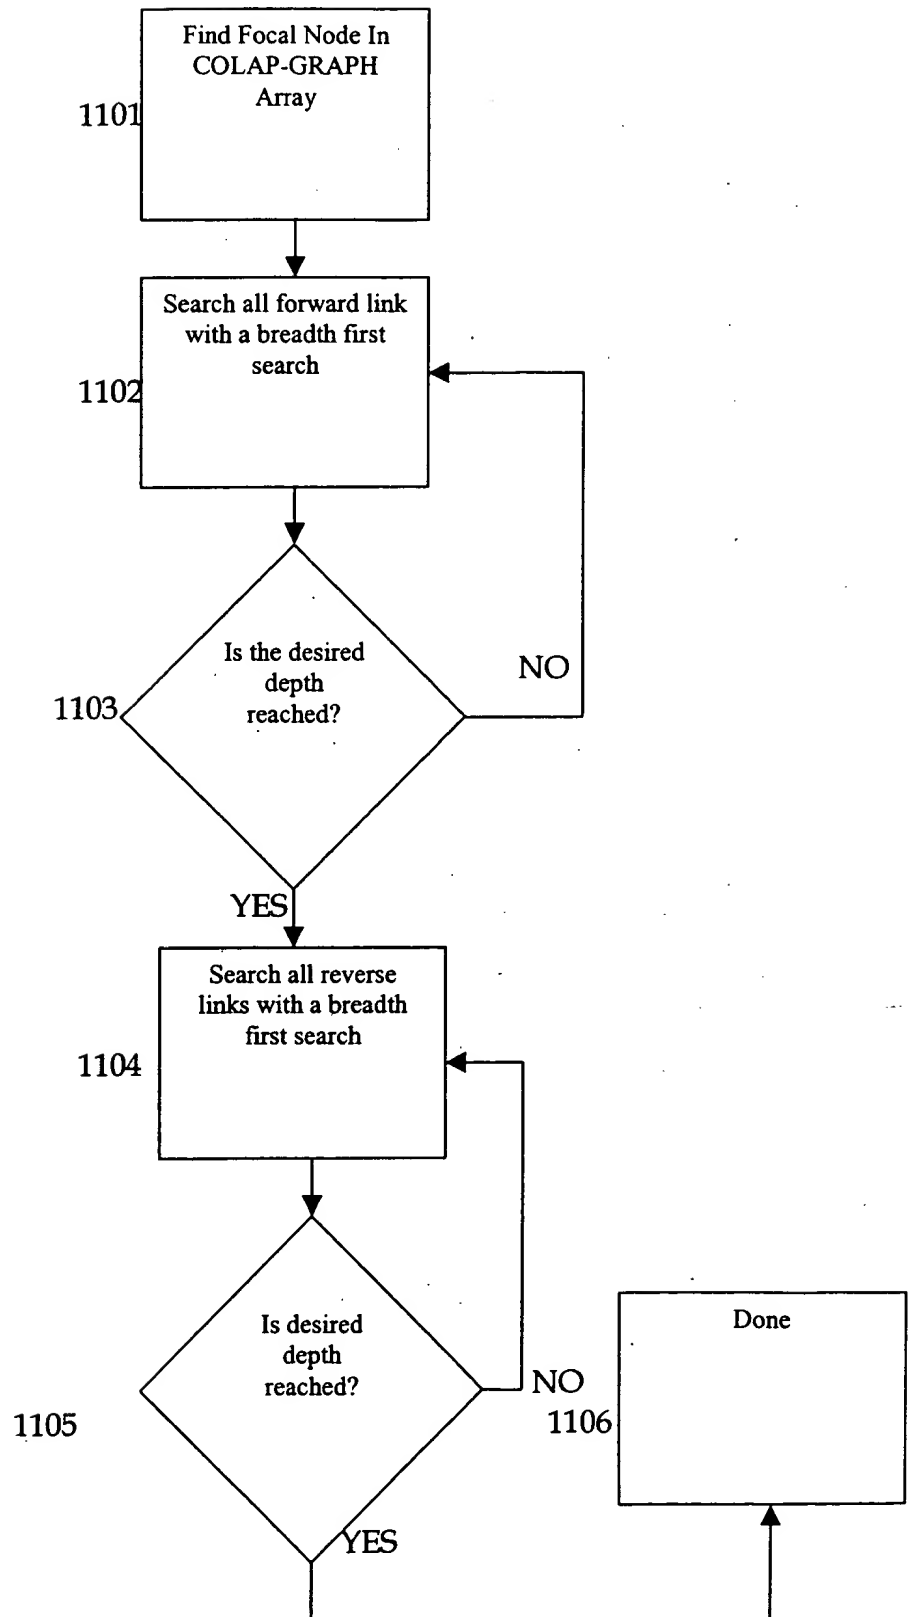 Find Focal Node In
COLAP-GRAPH
Array
1101
Search all forward link
with a breadth first
search
1102
Is the desired
depth
reached?
NO
1103
YES
Search all reverse
links with a breadth
first search
1104
Is desired
depth
reached?
NO
1105
YES
Done
1106